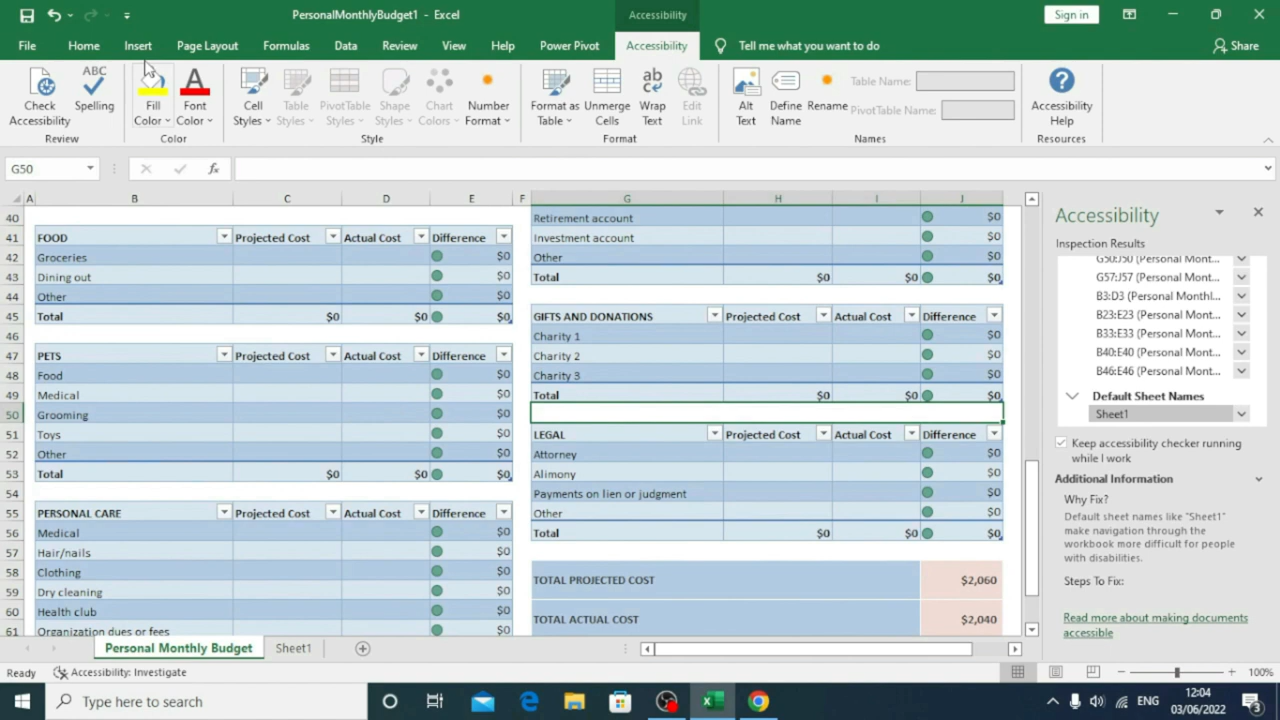 PersonalMonthlyBudget1 - Excel
Accessibility
Sign in
File Home Insert Page Layout Formulas Data Review View Help Power Pivot Accessibility Tell me what you want to do Share
Check Accessibility
ABC Spelling
Review
Fill Color
Font Color
Color
Cell Styles
Table Styles
PivotTable Styles
Shape Styles
Chart Colors
Number Format
Style
Format as Table
Unmerge Cells
Wrap Text
Edit Link
Format
Alt Text
Define Name
Rename
Table Name:
PivotTable Name:
Names
Accessibility Help
Resources
G50
fx
A B C D E F G H I J
40 Retirement account $0
41 FOOD Projected Cost Actual Cost Difference Investment account $0
42 Groceries $0 Other $0
43 Dining out $0 Total $0 $0 $0
44 Other $0
45 Total $0 $0 $0 GIFTS AND DONATIONS Projected Cost Actual Cost Difference
46 Charity 1 $0
47 PETS Projected Cost Actual Cost Difference Charity 2 $0
48 Food $0 Charity 3 $0
49 Medical $0 Total $0 $0 $0
50 Grooming $0
51 Toys $0 LEGAL Projected Cost Actual Cost Difference
52 Other $0 Attorney $0
53 Total $0 $0 $0 Alimony $0
54 Payments on lien or judgment $0
55 PERSONAL CARE Projected Cost Actual Cost Difference Other $0
56 Medical $0 Total $0 $0 $0
57 Hair/nails $0
58 Clothing $0 TOTAL PROJECTED COST $2,060
59 Dry cleaning $0
60 Health club $0 TOTAL ACTUAL COST $2,040
61 Organization dues or fees $0
Accessibility
Inspection Results
G50:J50 (Personal Mont...
G57:J57 (Personal Mont...
B3:D3 (Personal Monthl...
B23:E23 (Personal Mont...
B33:E33 (Personal Mont...
B40:E40 (Personal Mont...
B46:E46 (Personal Mont...
Default Sheet Names
Sheet1
Keep accessibility checker running
while I work
Additional Information
Why Fix?
Default sheet names like "Sheet1"
make navigation through the
workbook more difficult for people
with disabilities.
Steps To Fix:
Read more about making documents
accessible
Personal Monthly Budget Sheet1
Ready Accessibility: Investigate 100%
Type here to search
ENG
12:04
03/06/2022
3